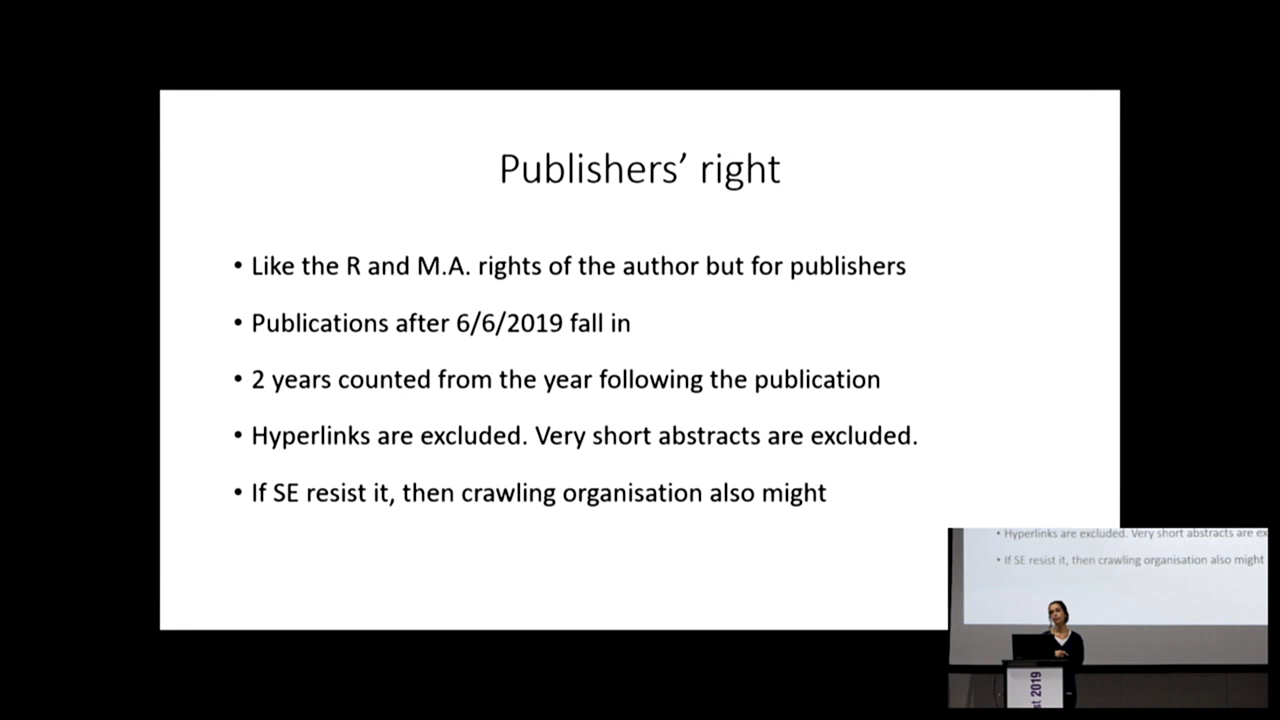 Publishers’ right
• Like the R and M.A. rights of the author but for publishers
• Publications after 6/6/2019 fall in
• 2 years counted from the year following the publication
• Hyperlinks are excluded. Very short abstracts are excluded.
• If SE resist it, then crawling organisation also might
• Hyperlinks are excluded. Very short abstracts are ex
• If SE resist it, then crawling organisation also might
st 2019